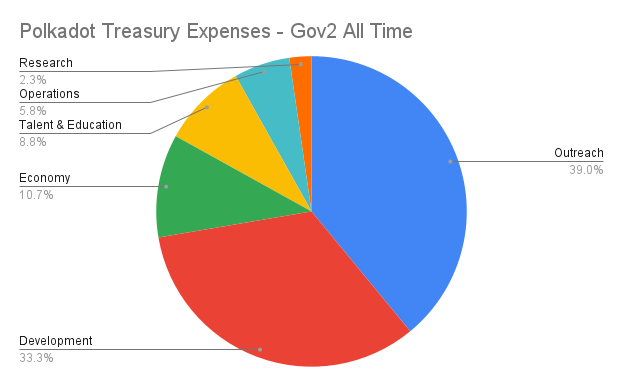 Polkadot Treasury Expenses - Gov2 All Time
Research
2.3%
Operations
5.8%
Talent & Education
8.8%
Economy
10.7%
Development
33.3%
Outreach
39.0%